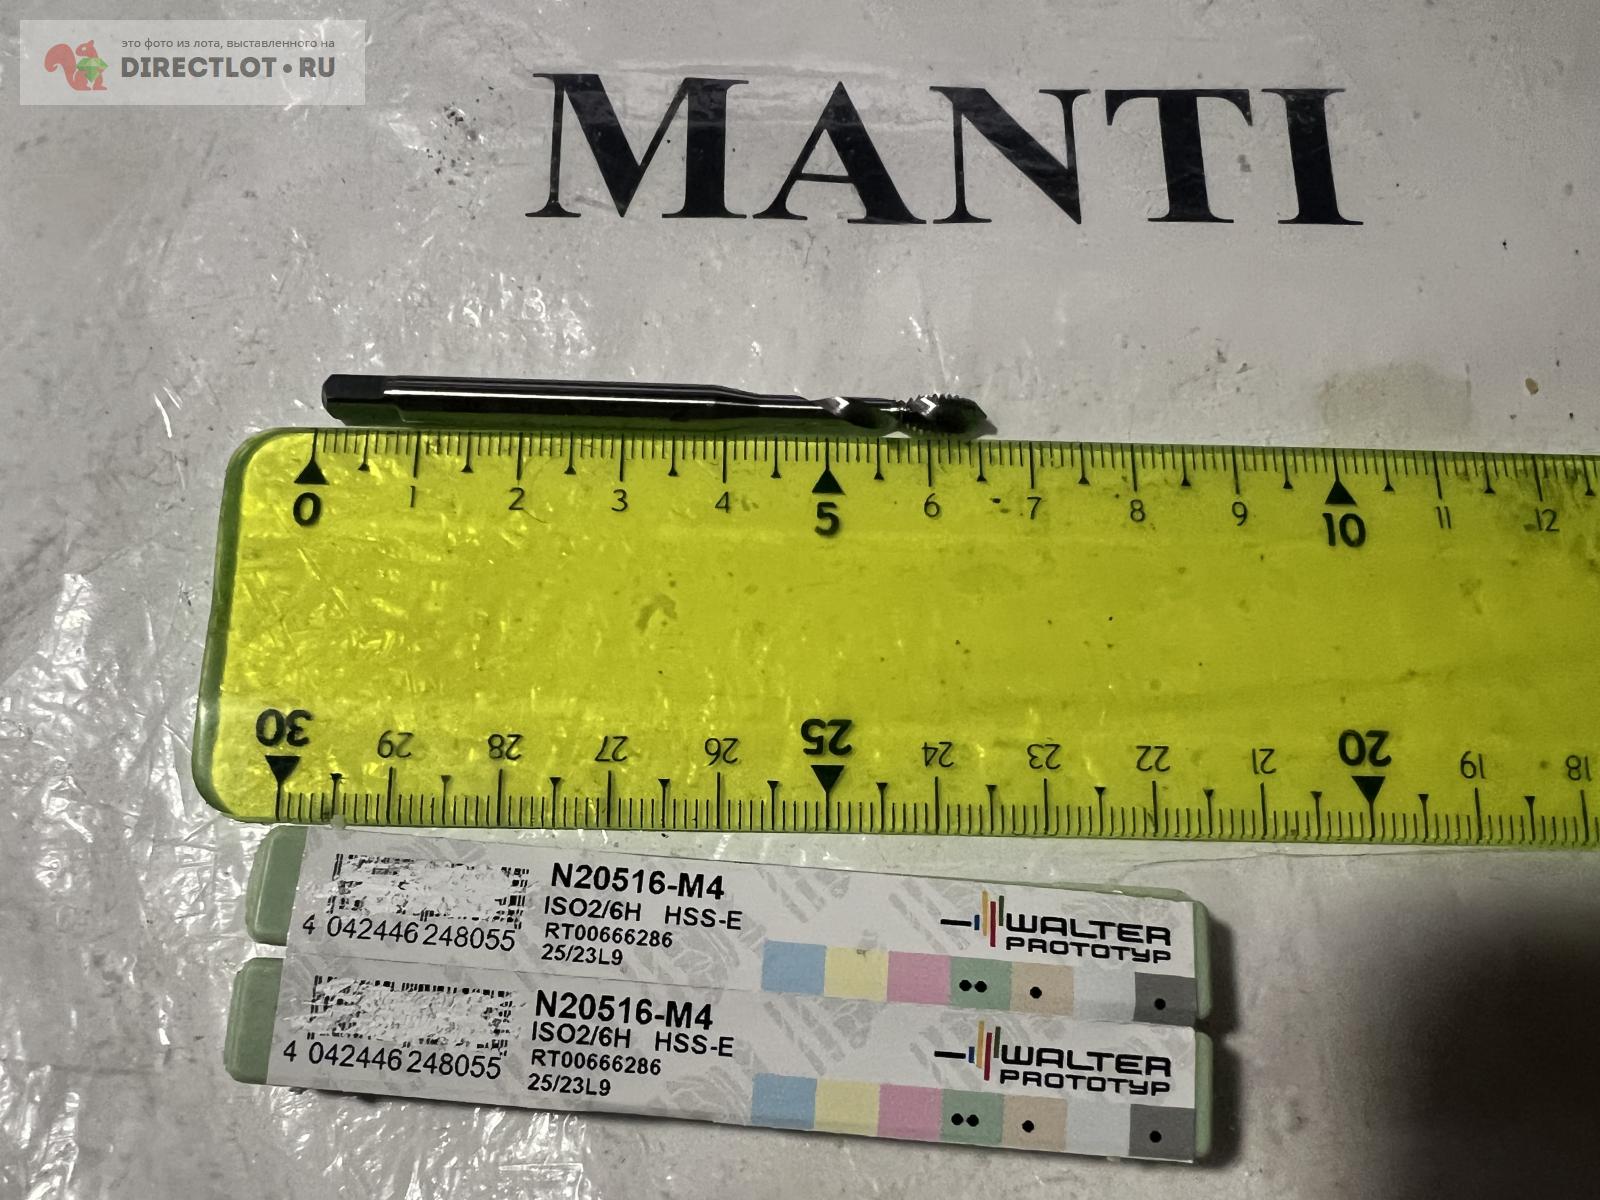 это фото из лота, выставленного на
DIRECTLOT•RU
MANTI
0 1 2 3 4 5 6 7 8 9 10 11 12
30 29 28 27 26 25 24 23 22 21 20 19 18
N20516-M4
ISO2/6H HSS-E
RT00666286
25/23L9
4 042446 248055
WALTER
PROTOTYP
N20516-M4
ISO2/6H HSS-E
RT00666286
25/23L9
4 042446 248055
WALTER
PROTOTYP